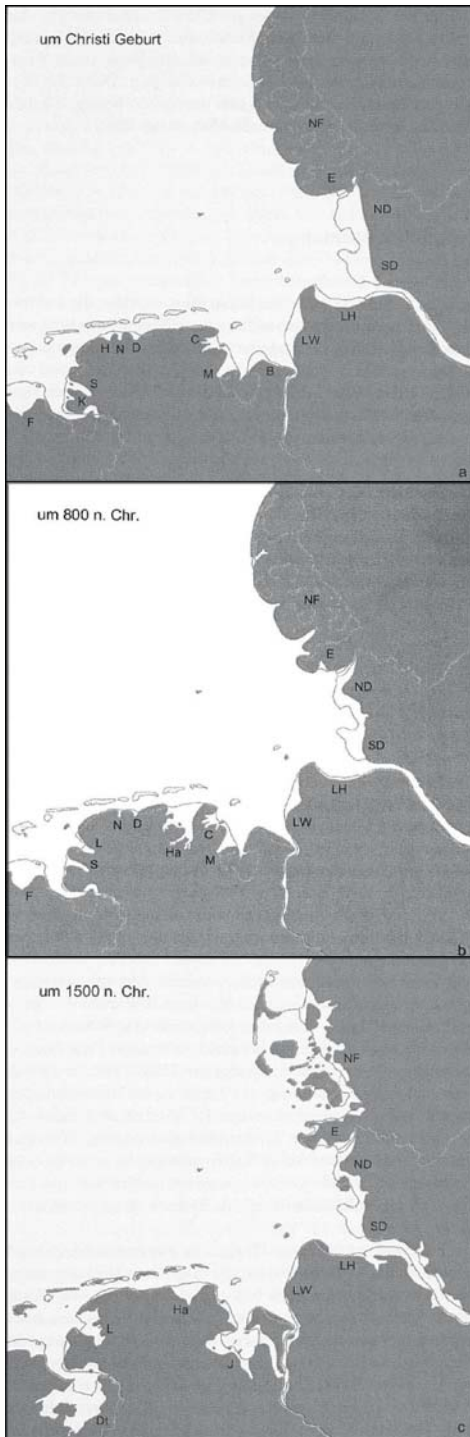 um Christi Geburt
NF
E
ND
SD
LH
LW
C
H N D
M
B
S
K
F
a
um 800 n. Chr.
NF
E
ND
SD
LH
N D
C
LW
L
Ha
M
S
F
b
um 1500 n. Chr.
NF
E
ND
SD
LH
Ha
LW
L
J
Dt
c